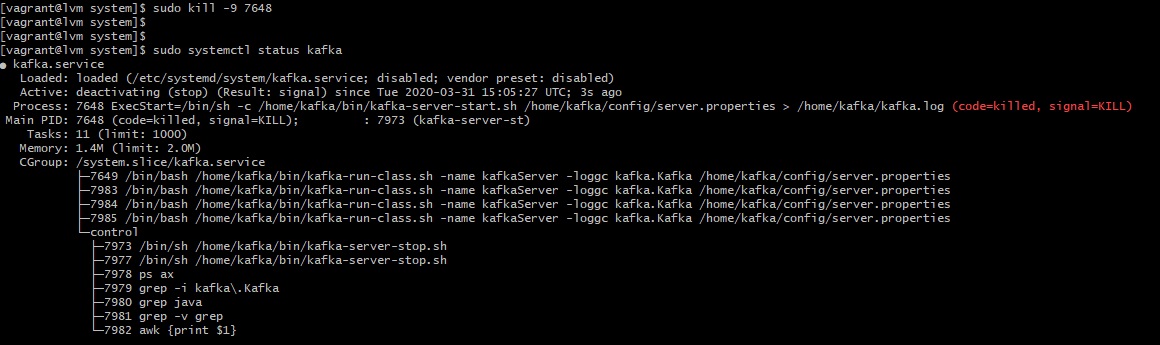 [vagrant@lvm system]$ sudo kill -9 7648
[vagrant@lvm system]$
[vagrant@lvm system]$
[vagrant@lvm system]$ sudo systemctl status kafka
● kafka.service
   Loaded: loaded (/etc/systemd/system/kafka.service; disabled; vendor preset: disabled)
   Active: deactivating (stop) (Result: signal) since Tue 2020-03-31 15:05:27 UTC; 3s ago
  Process: 7648 ExecStart=/bin/sh -c /home/kafka/bin/kafka-server-start.sh /home/kafka/config/server.properties > /home/kafka/kafka.log (code=killed, signal=KILL)
 Main PID: 7648 (code=killed, signal=KILL);         : 7973 (kafka-server-st)
    Tasks: 11 (limit: 1000)
   Memory: 1.4M (limit: 2.0M)
   CGroup: /system.slice/kafka.service
           ├─7649 /bin/bash /home/kafka/bin/kafka-run-class.sh -name kafkaServer -loggc kafka.Kafka /home/kafka/config/server.properties
           ├─7983 /bin/bash /home/kafka/bin/kafka-run-class.sh -name kafkaServer -loggc kafka.Kafka /home/kafka/config/server.properties
           ├─7984 /bin/bash /home/kafka/bin/kafka-run-class.sh -name kafkaServer -loggc kafka.Kafka /home/kafka/config/server.properties
           ├─7985 /bin/bash /home/kafka/bin/kafka-run-class.sh -name kafkaServer -loggc kafka.Kafka /home/kafka/config/server.properties
           └─control
             ├─7973 /bin/sh /home/kafka/bin/kafka-server-stop.sh
             ├─7977 /bin/sh /home/kafka/bin/kafka-server-stop.sh
             ├─7978 ps ax
             ├─7979 grep -i kafka\.Kafka
             ├─7980 grep java
             ├─7981 grep -v grep
             └─7982 awk {print $1}